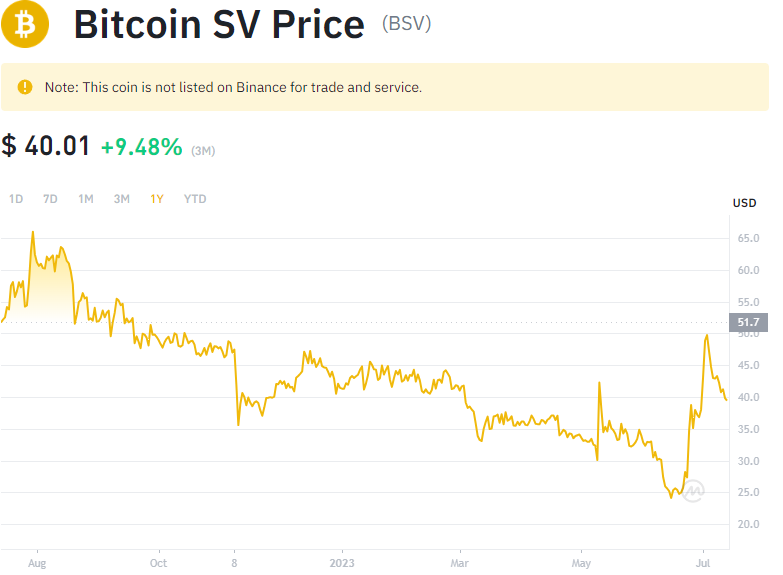 Bitcoin SV Price (BSV)
Note: This coin is not listed on Binance for trade and service.
$ 40.01 +9.48% (3M)
1D 7D 1M 3M 1Y YTD
USD
65.0
60.0
55.0
51.7
50.0
45.0
40.0
35.0
30.0
25.0
20.0
Aug Oct 8 2023 Mar May Jul